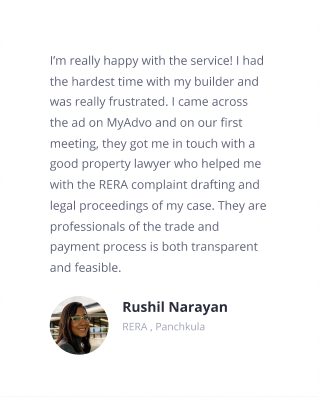 I'm really happy with the service! I had
the hardest time with my builder and
was really frustrated. I came across
the ad on MyAdvo and on our first
meeting, they got me in touch with a
good property lawyer who helped me
with the RERA complaint drafting and
legal proceedings of my case. They are
professionals of the trade and
payment process is both transparent
and feasible.
Rushil Narayan
RERA , Panchkula